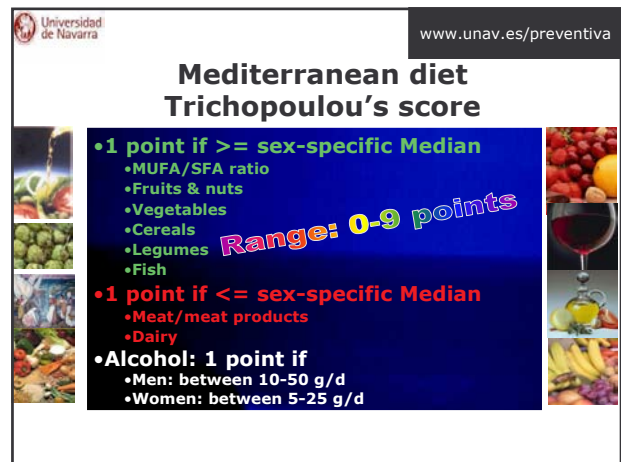 Universidad
de Navarra
www.unav.es/preventiva
Mediterranean diet
Trichopoulou's score
•1 point if >= sex-specific Median
•MUFA/SFA ratio
•Fruits & nuts
•Vegetables
•Cereals
•Legumes
•Fish
Range: 0-9 points
•1 point if <= sex-specific Median
•Meat/meat products
•Dairy
•Alcohol: 1 point if
•Men: between 10-50 g/d
•Women: between 5-25 g/d